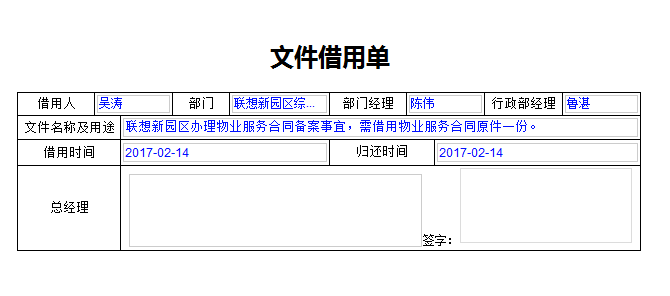 文件借用单
借用人 吴涛 部门 联想新园区综... 部门经理 陈伟 行政部经理 鲁湛
文件名称及用途 联想新园区办理物业服务合同备案事宜，需借用物业服务合同原件一份。
借用时间 2017-02-14 归还时间 2017-02-14
总经理 签字：